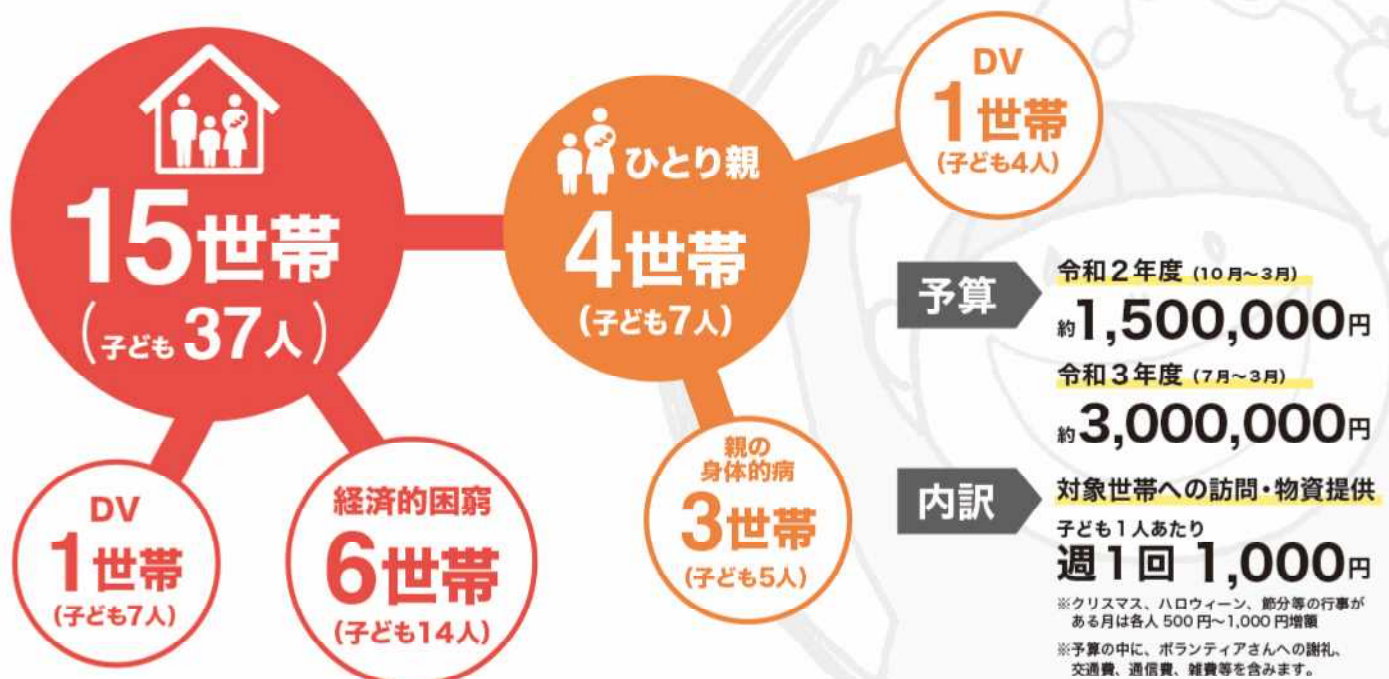 15世帯
(子ども 37人)
ひとり親
4世帯
(子ども7人)
DV
1世帯
(子ども4人)
DV
1世帯
(子ども7人)
経済的困窮
6世帯
(子ども14人)
親の
身体的病
3世帯
(子ども5人)
予算
令和2年度 (10月~3月)
約1,500,000円
令和3年度 (7月~3月)
約3,000,000円
内訳
対象世帯への訪問・物資提供
子ども1人あたり
週1回 1,000円
※クリスマス、ハロウィーン、節分等の行事が
ある月は各人 500円~1,000円増額
※予算の中に、ボランティアさんへの謝礼、
交通費、通信費、雑費等を含みます。